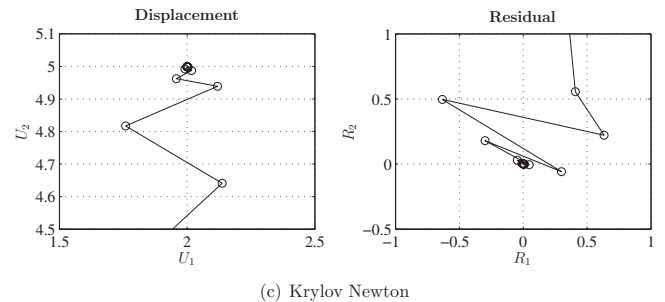 Displacement
5.1
5
4.9
4.8
4.7
4.6
4.5
U₂
1.5
2
2.5
U₁
Residual
1
0.5
0
−0.5
R₂
−1
−0.5
0
0.5
1
R₁
(c) Krylov Newton